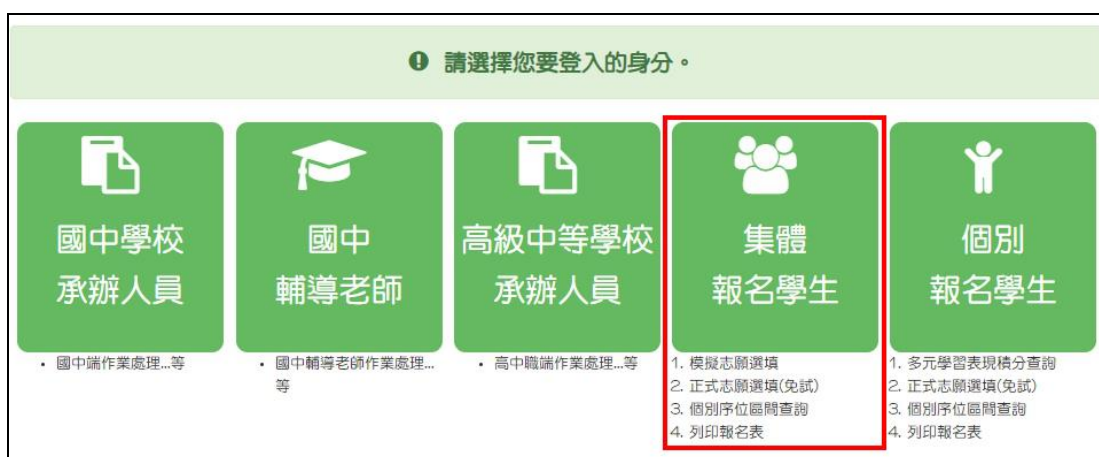 請選擇您要登入的身分。
國中學校
承辦人員
• 國中端作業處理...等
國中
輔導老師
• 國中輔導老師作業處理...
等
高級中等學校
承辦人員
• 高中職端作業處理...等
集體
報名學生
1. 模擬志願選填
2. 正式志願選填(免試)
3. 個別序位區間查詢
4. 列印報名表
個別
報名學生
1. 多元學習表現積分查詢
2. 正式志願選填(免試)
3. 個別序位區間查詢
4. 列印報名表